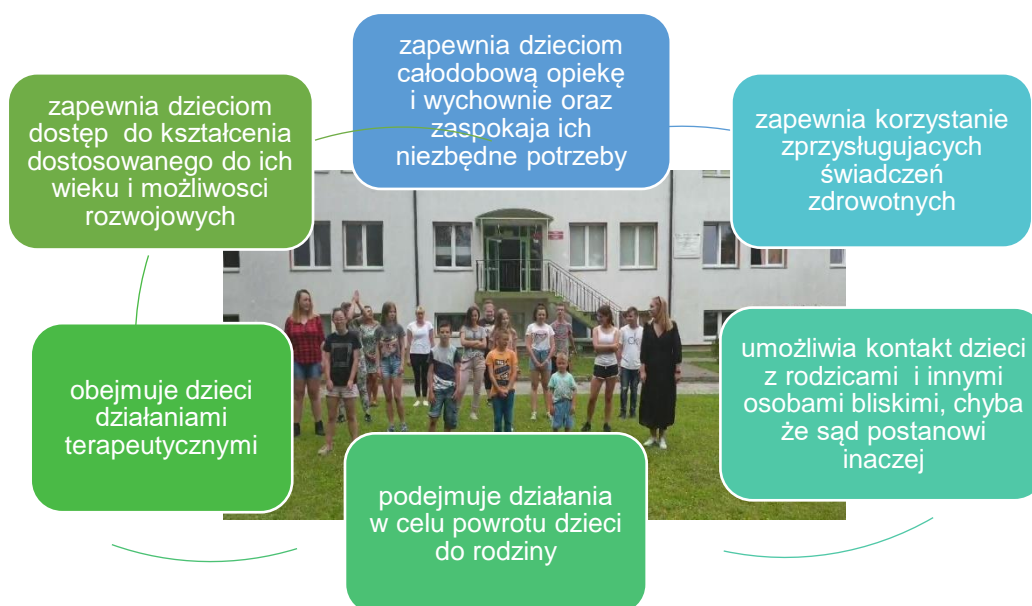 zapewnia dzieciom
całodobową opiekę
i wychownie oraz
zaspokaja ich
niezbędne potrzeby
zapewnia korzystanie
zprzysługujacych
świadczeń
zdrowotnych
umożliwia kontakt dzieci
z rodzicami i innymi
osobami bliskimi, chyba
że sąd postanowi
inaczej
podejmuje działania
w celu powrotu dzieci
do rodziny
obejmuje dzieci
działaniami
terapeutycznymi
zapewnia dzieciom
dostęp do kształcenia
dostosowanego do ich
wieku i możliwosci
rozwojowych